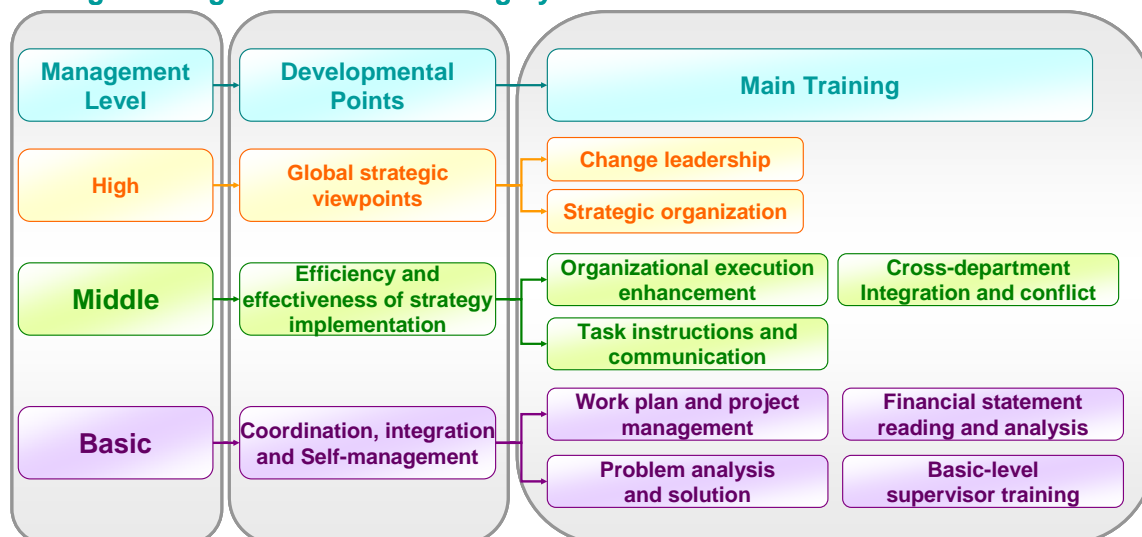 Management
Level
Developmental
Points
Main Training
High
Global strategic
viewpoints
Change leadership
Strategic organization
Middle
Efficiency and
effectiveness of strategy
implementation
Organizational execution
enhancement
Cross-department
Integration and conflict
Task instructions and
communication
Basic
Coordination, integration
and Self-management
Work plan and project
management
Financial statement
reading and analysis
Problem analysis
and solution
Basic-level
supervisor training